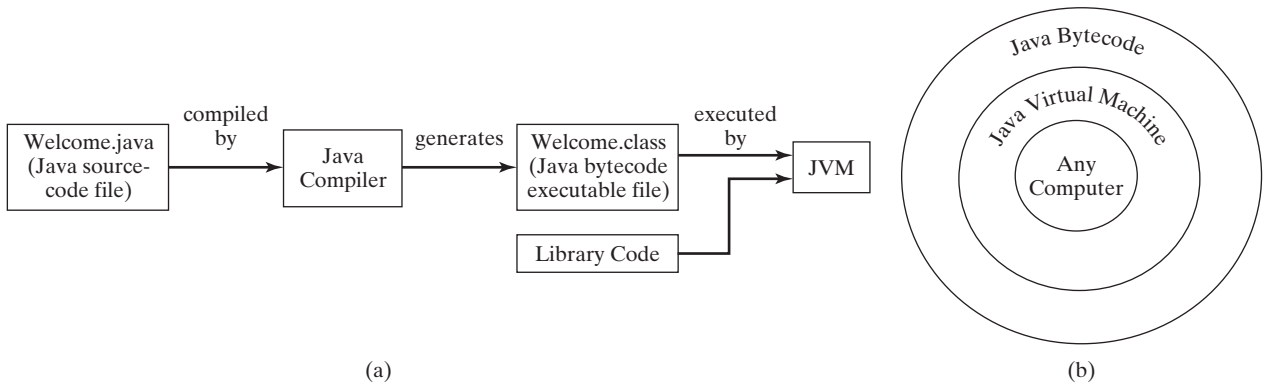 compiled
by
Welcome.java
(Java source-
code file)
Java
Compiler
generates
Welcome.class
(Java bytecode
executable file)
executed
by
JVM
Library Code
(a)
Java Bytecode
Java Virtual Machine
Any
Computer
(b)